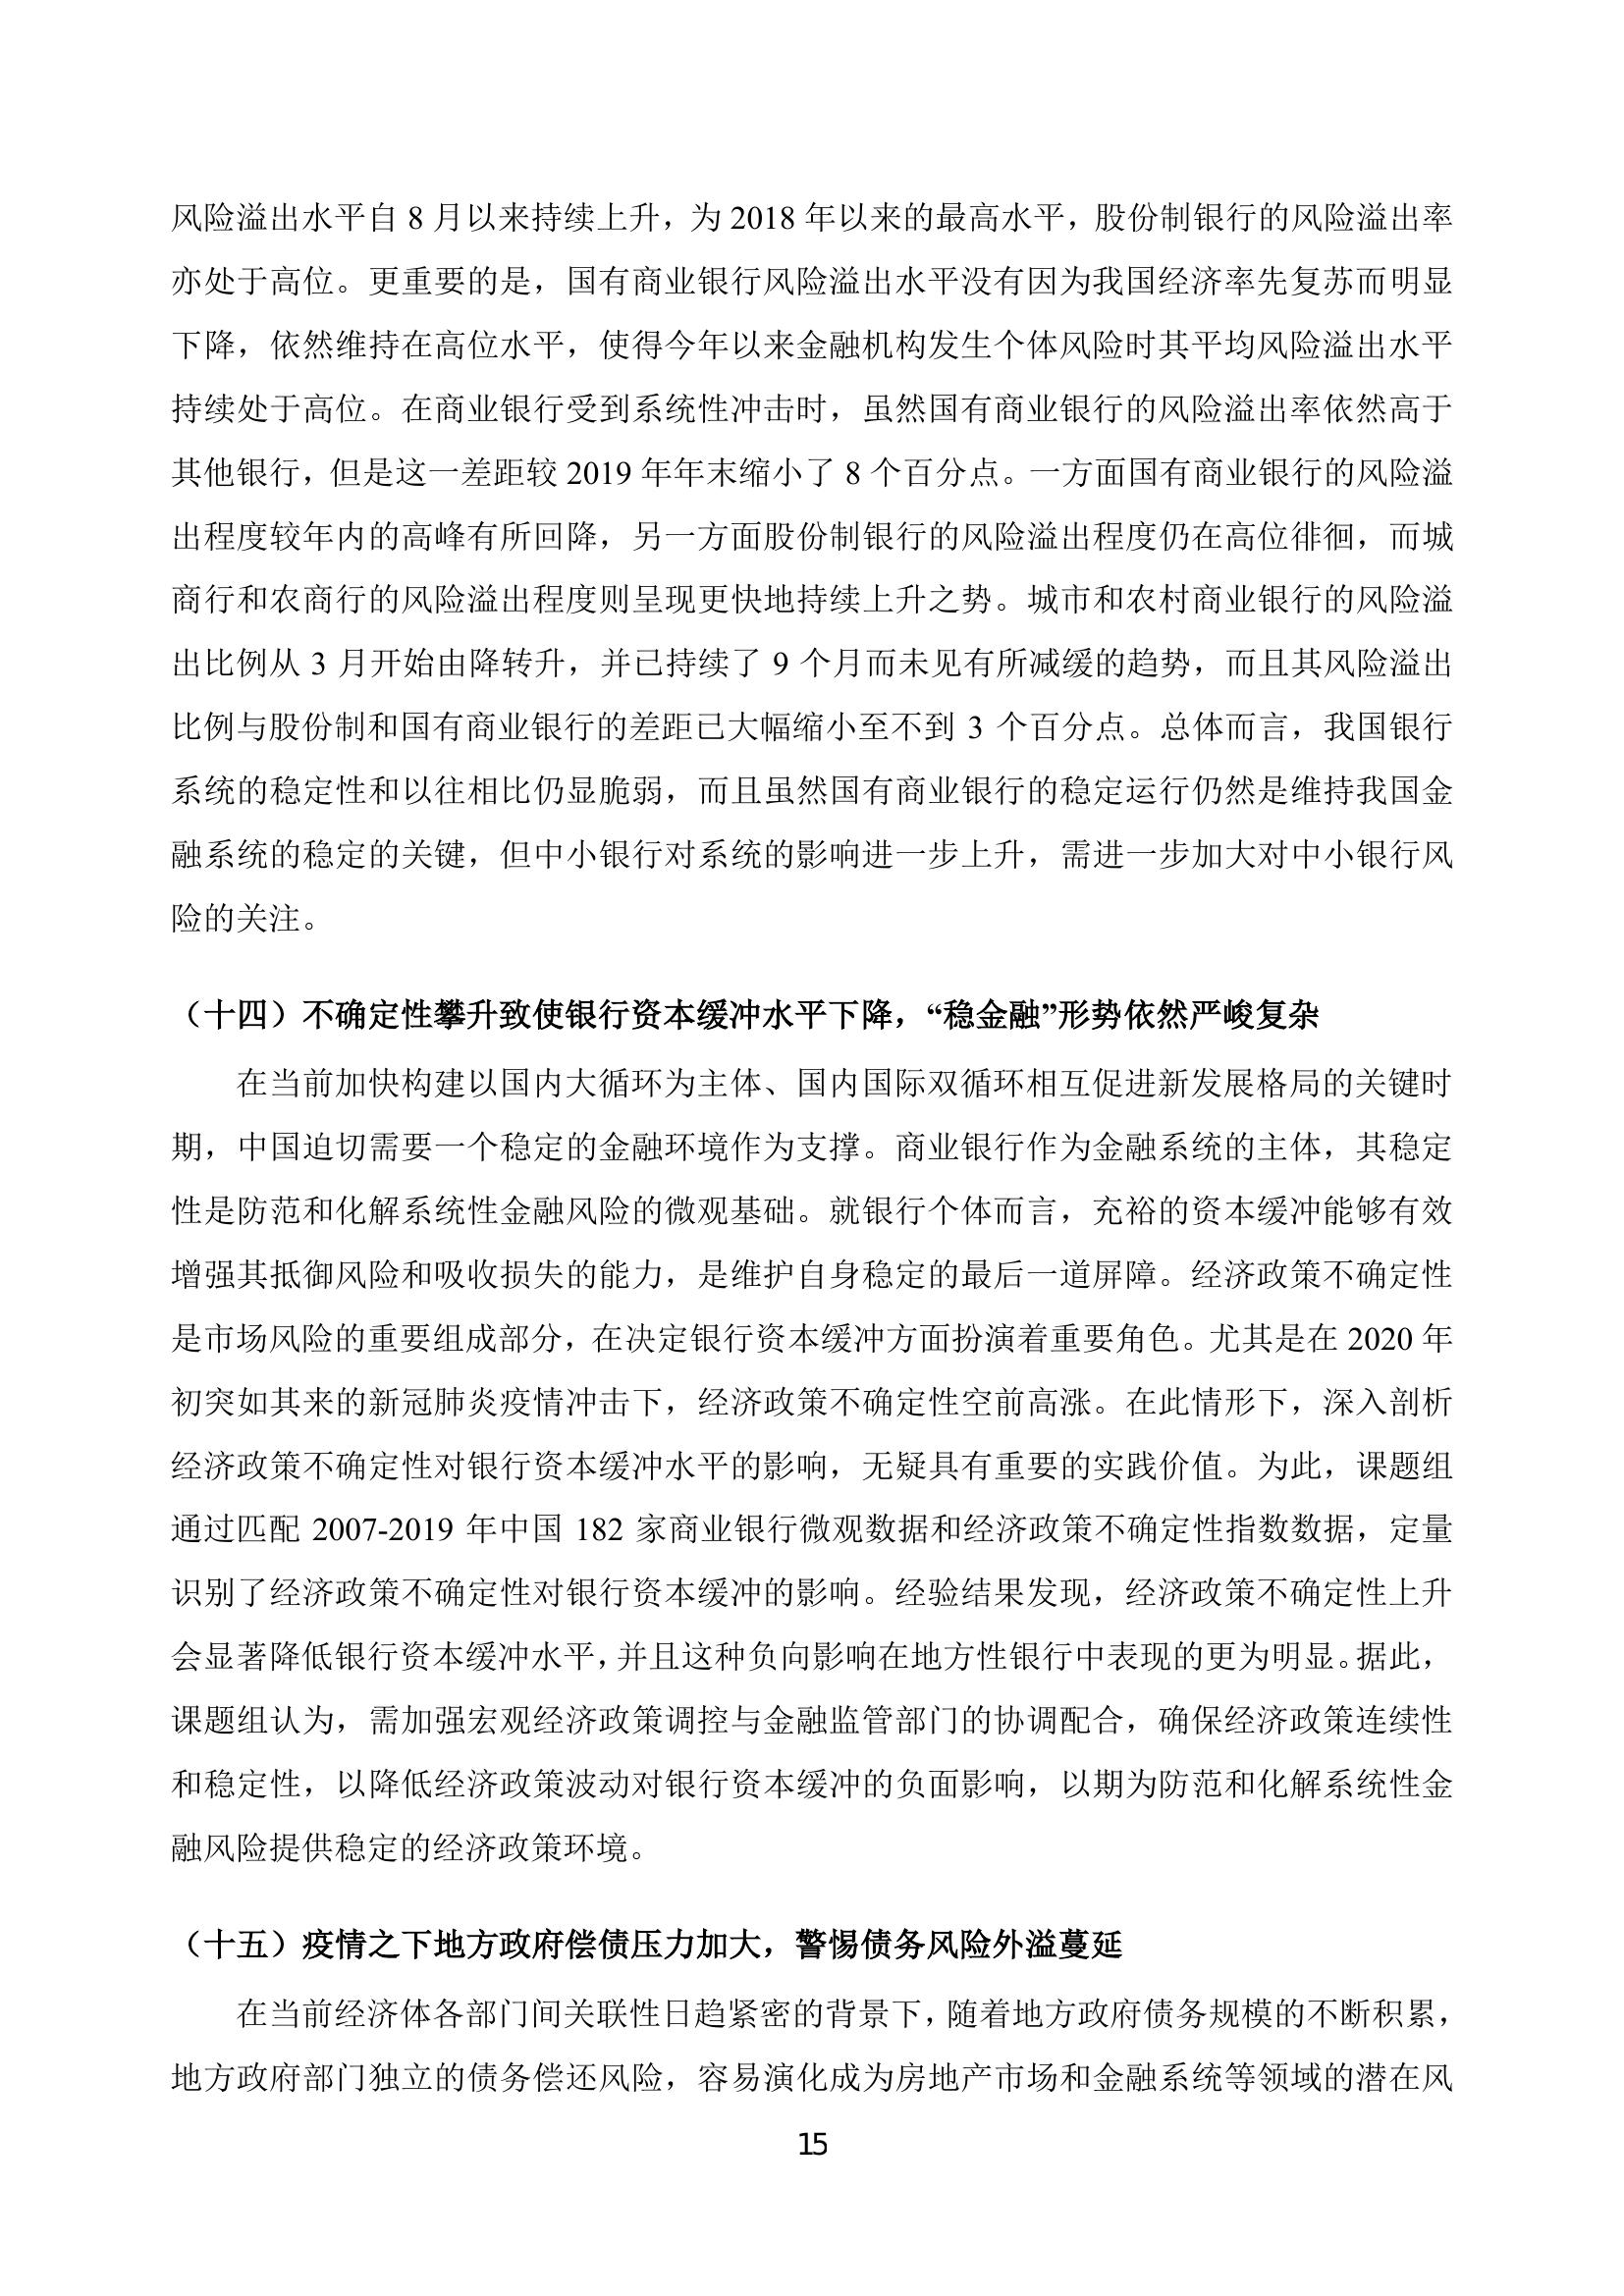 风险溢出水平自 8 月以来持续上升，为 2018 年以来的最高水平，股份制银行的风险溢出率
亦处于高位。更重要的是，国有商业银行风险溢出水平没有因为我国经济率先复苏而明显
下降，依然维持在高位水平，使得今年以来金融机构发生个体风险时其平均风险溢出水平
持续处于高位。在商业银行受到系统性冲击时，虽然国有商业银行的风险溢出率依然高于
其他银行，但是这一差距较 2019 年年末缩小了 8 个百分点。一方面国有商业银行的风险溢
出程度较年内的高峰有所回降，另一方面股份制银行的风险溢出程度仍在高位徘徊，而城
商行和农商行的风险溢出程度则呈现更快地持续上升之势。城市和农村商业银行的风险溢
出比例从 3 月开始由降转升，并已持续了 9 个月而未见有所减缓的趋势，而且其风险溢出
比例与股份制和国有商业银行的差距已大幅缩小至不到 3 个百分点。总体而言，我国银行
系统的稳定性和以往相比仍显脆弱，而且虽然国有商业银行的稳定运行仍然是维持我国金
融系统的稳定的关键，但中小银行对系统的影响进一步上升，需进一步加大对中小银行风
险的关注。
（十四）不确定性攀升致使银行资本缓冲水平下降，“稳金融”形势依然严峻复杂
在当前加快构建以国内大循环为主体、国内国际双循环相互促进新发展格局的关键时
期，中国迫切需要一个稳定的金融环境作为支撑。商业银行作为金融系统的主体，其稳定
性是防范和化解系统性金融风险的微观基础。就银行个体而言，充裕的资本缓冲能够有效
增强其抵御风险和吸收损失的能力，是维护自身稳定的最后一道屏障。经济政策不确定性
是市场风险的重要组成部分，在决定银行资本缓冲方面扮演着重要角色。尤其是在 2020 年
初突如其来的新冠肺炎疫情冲击下，经济政策不确定性空前高涨。在此情形下，深入剖析
经济政策不确定性对银行资本缓冲水平的影响，无疑具有重要的实践价值。为此，课题组
通过匹配 2007-2019 年中国 182 家商业银行微观数据和经济政策不确定性指数数据，定量
识别了经济政策不确定性对银行资本缓冲的影响。经验结果发现，经济政策不确定性上升
会显著降低银行资本缓冲水平，并且这种负向影响在地方性银行中表现的更为明显。据此，
课题组认为，需加强宏观经济政策调控与金融监管部门的协调配合，确保经济政策连续性
和稳定性，以降低经济政策波动对银行资本缓冲的负面影响，以期为防范和化解系统性金
融风险提供稳定的经济政策环境。
（十五）疫情之下地方政府偿债压力加大，警惕债务风险外溢蔓延
在当前经济体各部门间关联性日趋紧密的背景下，随着地方政府债务规模的不断积累，
地方政府部门独立的债务偿还风险，容易演化成为房地产市场和金融系统等领域的潜在风
15